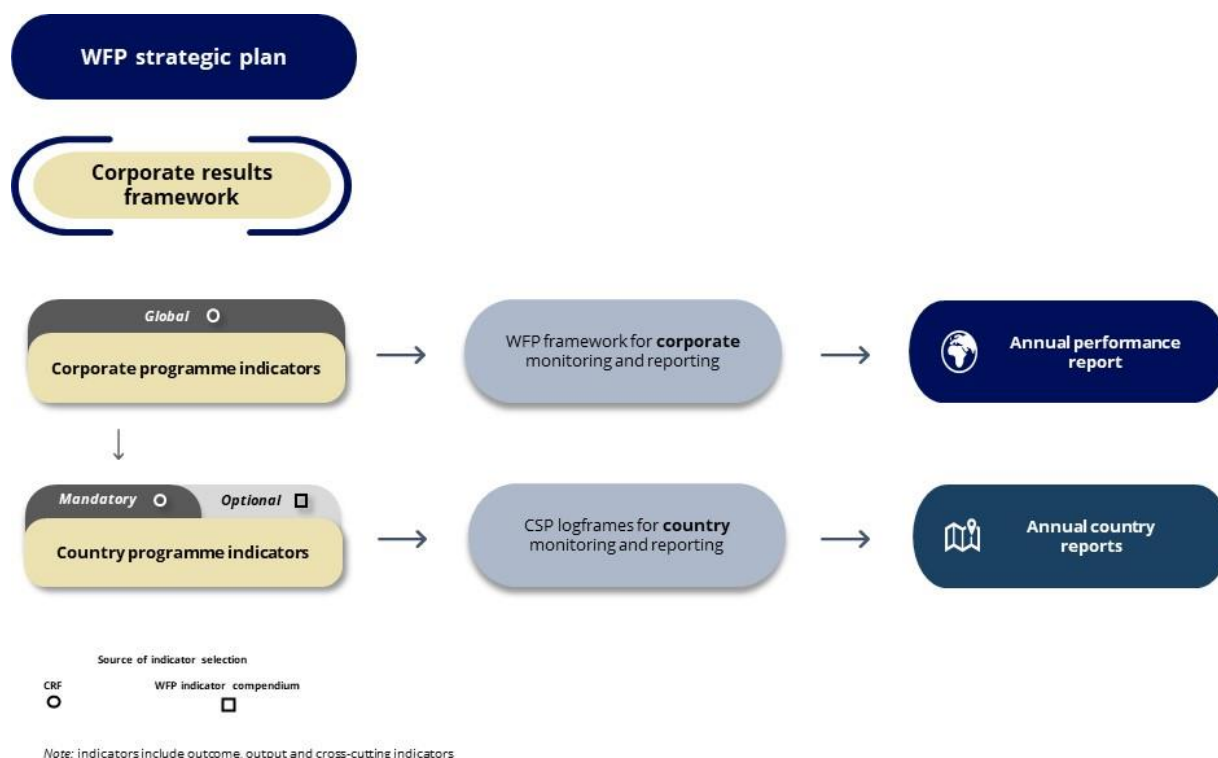 WFP strategic plan
Corporate results
framework
Global
Corporate programme indicators
WFP framework for corporate
monitoring and reporting
Annual performance
report
Mandatory
Optional
Country programme indicators
CSP logframes for country
monitoring and reporting
Annual country
reports
Source of indicator selection
CRF
WFP indicator compendium
Note: indicators include outcome, output and cross-cutting indicators